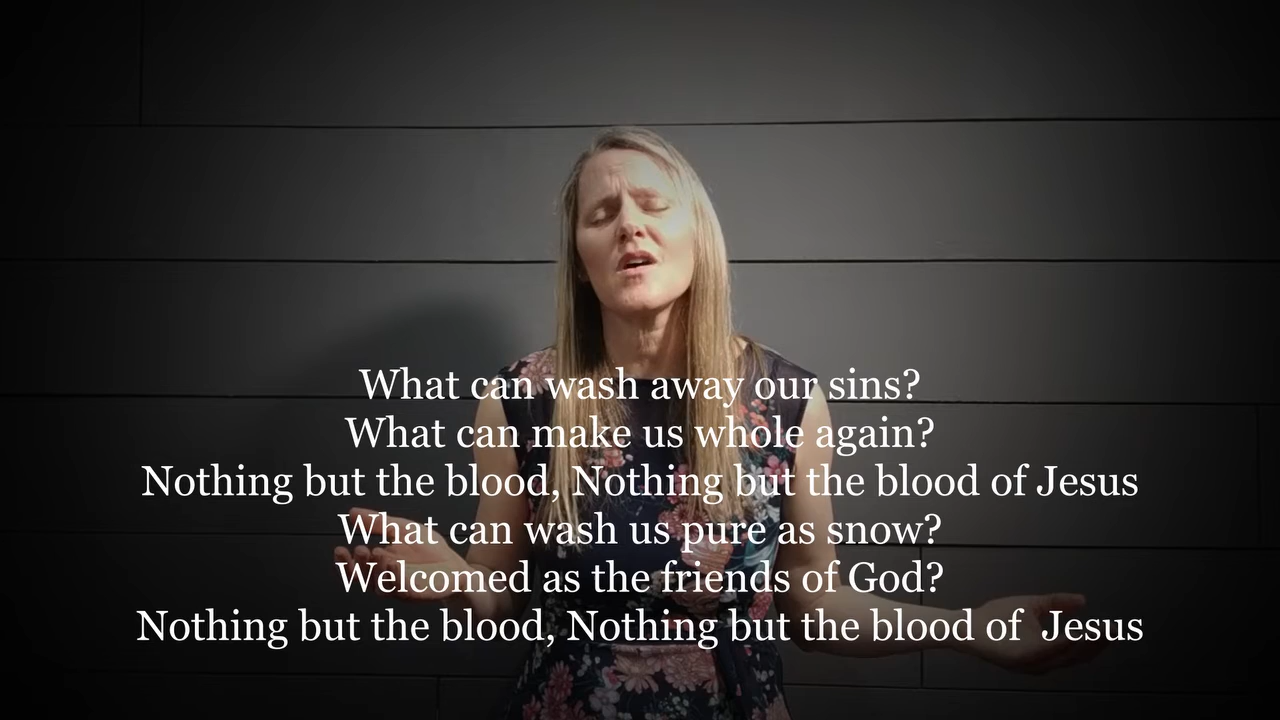 What can wash away our sins?
What can make us whole again?
Nothing but the blood, Nothing but the blood of Jesus
What can wash us pure as snow?
Welcomed as the friends of God?
Nothing but the blood, Nothing but the blood of  Jesus